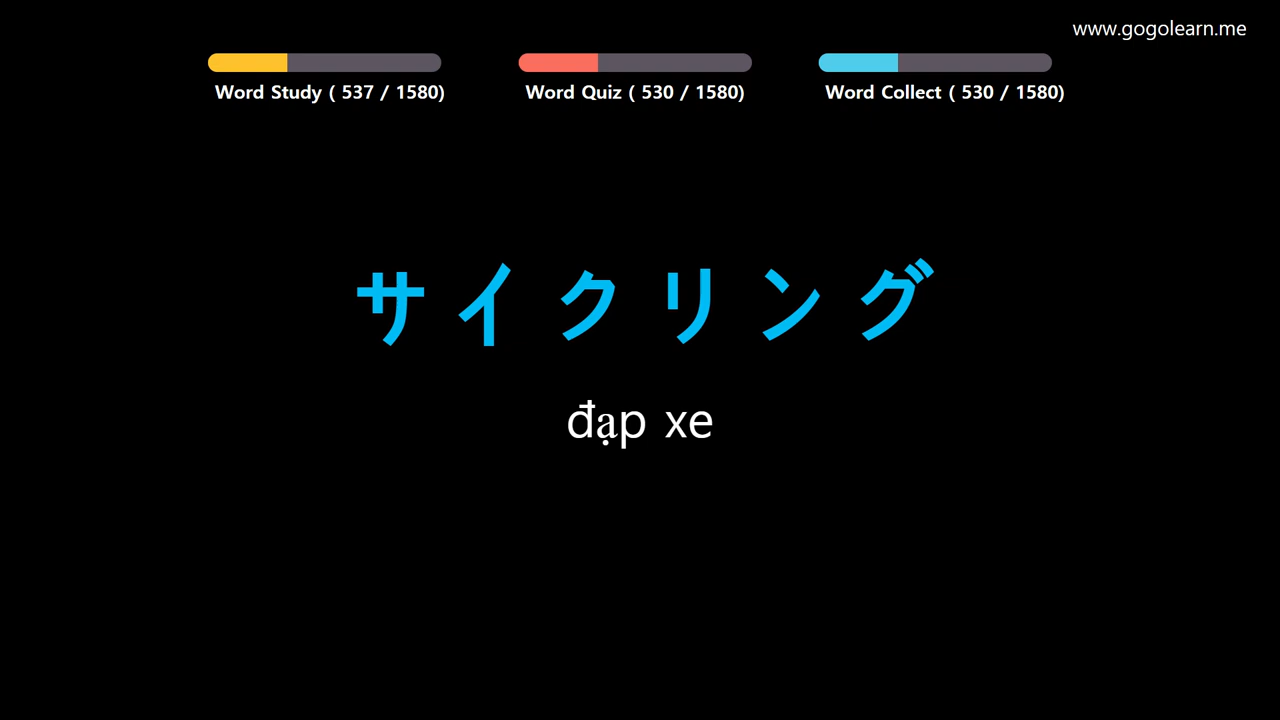 www.gogolearn.me
Word Study ( 537 / 1580)
Word Quiz ( 530 / 1580)
Word Collect ( 530 / 1580)
サイクリング
đạp xe